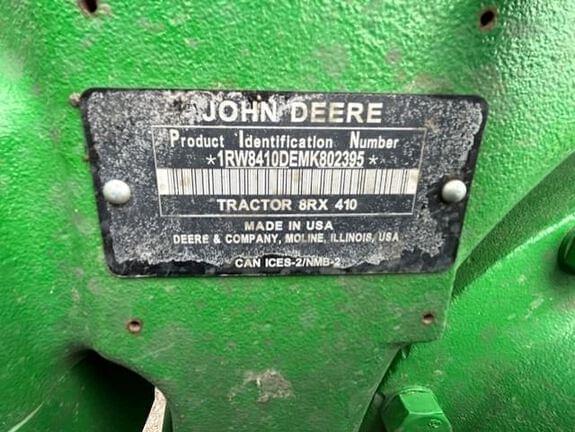 JOHN DEERE
Product Identification Number
*1RW8410DEMK802395*
TRACTOR 8RX 410
MADE IN USA
DEERE & COMPANY, MOLINE, ILLINOIS, USA
CAN ICES-2/NMB-2